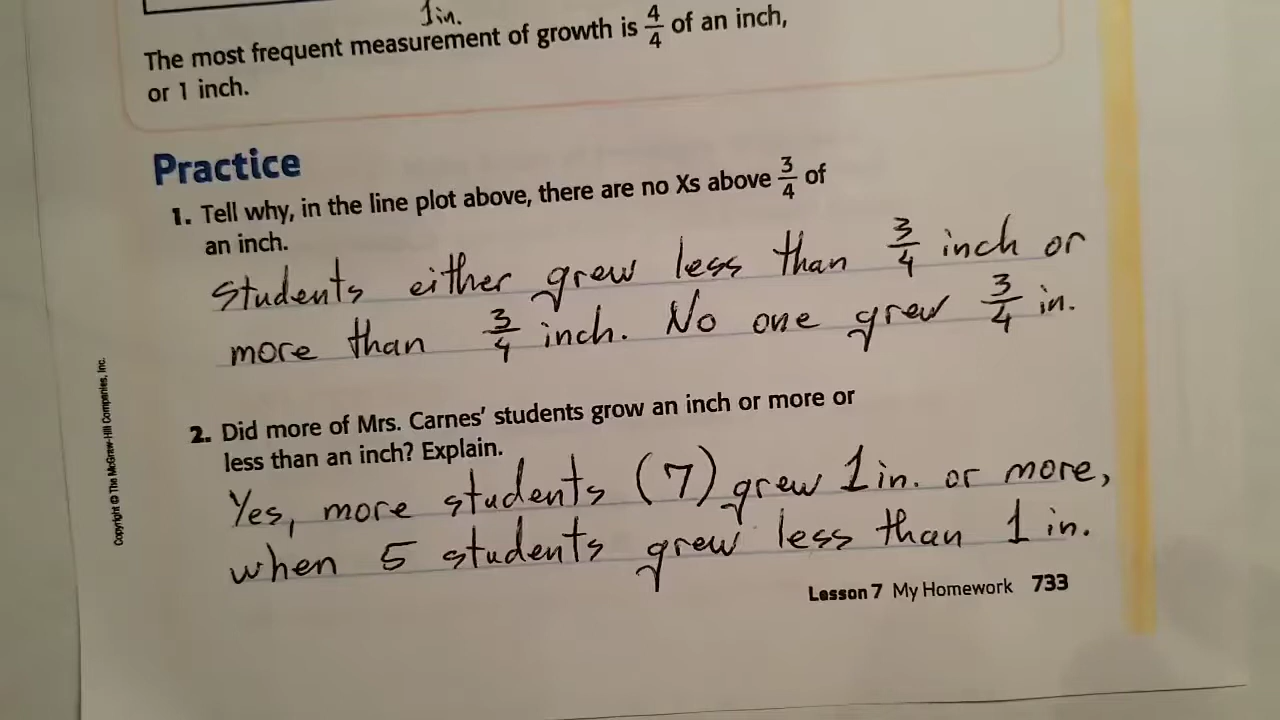 1in.
The most frequent measurement of growth is 4/4 of an inch,
or 1 inch.
Practice
1. Tell why, in the line plot above, there are no Xs above 3/4 of
an inch.
Students either grew less than 3/4 inch or
more than 3/4 inch. No one grew 3/4 in.
2. Did more of Mrs. Carnes' students grow an inch or more or
less than an inch? Explain.
Yes, more students (7) grew 1in. or more,
when 5 students grew less than 1 in.
Lesson 7 My Homework 733
Copyright © The McGraw-Hill Companies, Inc.